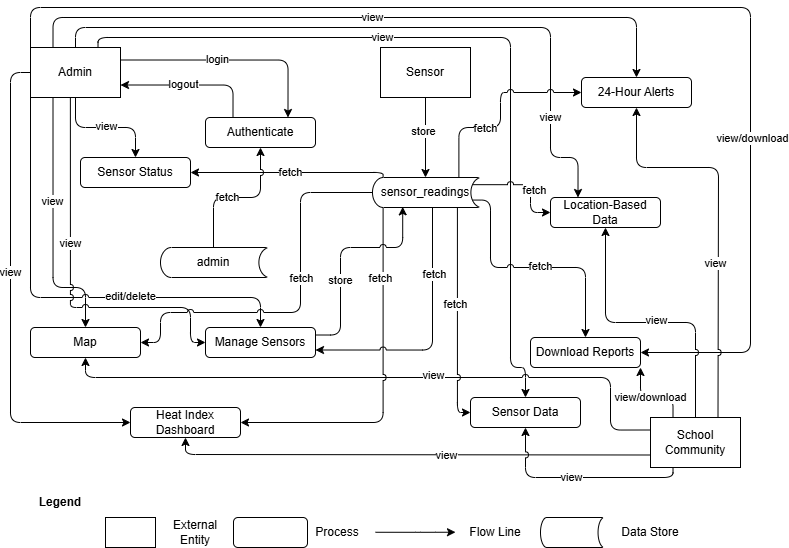 view
view
Admin
login
Sensor
logout
24-Hour Alerts
view
Authenticate
store
fetch
view
view/download
Sensor Status
fetch
sensor_readings
fetch
view
fetch
Location-Based
Data
view
admin
view
view
fetch
store
fetch
fetch
fetch
edit/delete
fetch
view
Map
Manage Sensors
Download Reports
view
view/download
Heat Index
Dashboard
Sensor Data
School
Community
view
view
Legend
External
Entity
Process
Flow Line
Data Store